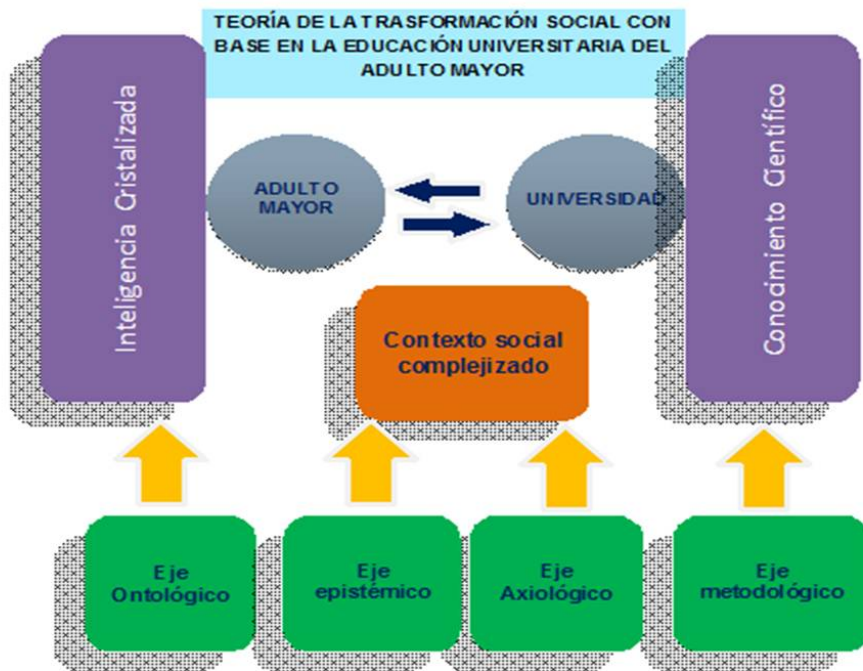 TEORÍA DE LA TRASFORMACIÓN SOCIAL CON
BASE EN LA EDUCACIÓN UNIVERSITARIA DEL
ADULTO MAYOR
Inteligencia Cristalizada
ADULTO
MAYOR
UNIVERSIDAD
Conodmiento Científico
Contexto social
complejizado
Eje
Ontológico
Eje
epistémico
Eje
Axiológico
Eje
metodológico